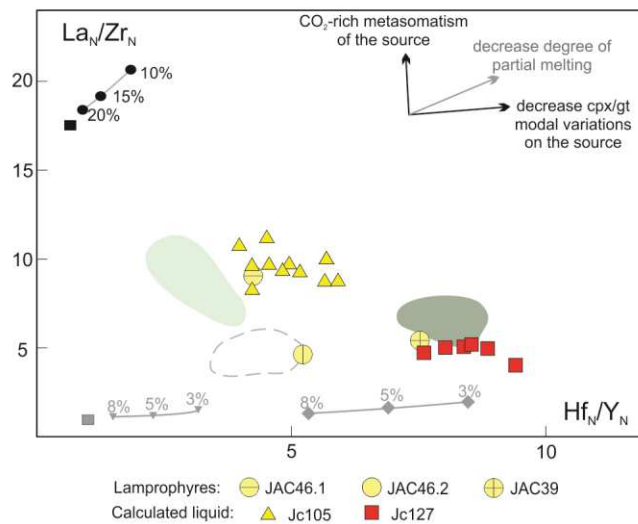 La_N/Zr_N
CO₂-rich metasomatism
of the source
decrease degree of
partial melting
decrease cpx/gt
modal variations
on the source
20
10%
15%
20%
15
10
5
8%
5%
3%
8%
5%
3%
Hf_N/Y_N
5
10
Lamprophyres: JAC46.1 JAC46.2 JAC39
Calculated liquid: Jc105 Jc127